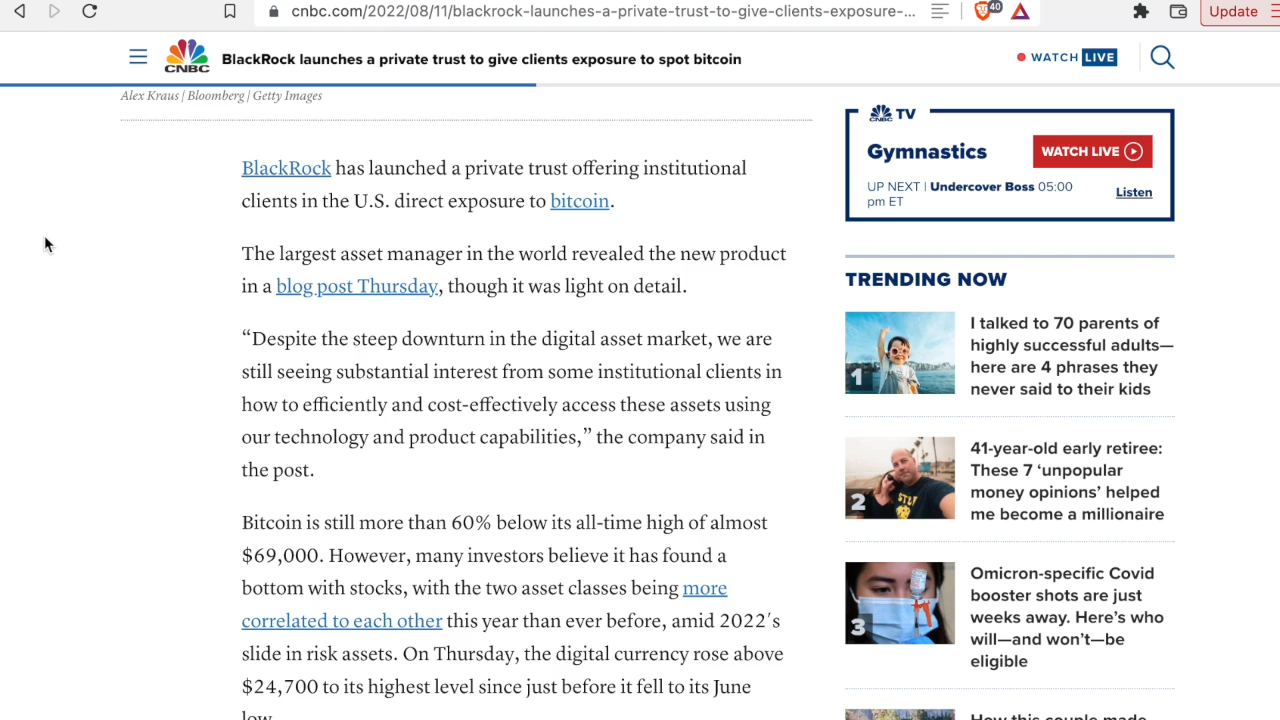 cnbc.com/2022/08/11/blackrock-launches-a-private-trust-to-give-clients-exposure-...
40
Update
CNBC
BlackRock launches a private trust to give clients exposure to spot bitcoin
WATCH LIVE
Alex Kraus | Bloomberg | Getty Images
BlackRock has launched a private trust offering institutional
clients in the U.S. direct exposure to bitcoin.
The largest asset manager in the world revealed the new product
in a blog post Thursday, though it was light on detail.
“Despite the steep downturn in the digital asset market, we are
still seeing substantial interest from some institutional clients in
how to efficiently and cost-effectively access these assets using
our technology and product capabilities,” the company said in
the post.
Bitcoin is still more than 60% below its all-time high of almost
$69,000. However, many investors believe it has found a
bottom with stocks, with the two asset classes being more
correlated to each other this year than ever before, amid 2022′s
slide in risk assets. On Thursday, the digital currency rose above
$24,700 to its highest level since just before it fell to its June
low.
CNBC TV
Gymnastics
WATCH LIVE
UP NEXT | Undercover Boss 05:00
pm ET
Listen
TRENDING NOW
1
I talked to 70 parents of
highly successful adults—
here are 4 phrases they
never said to their kids
2
41-year-old early retiree:
These 7 ‘unpopular
money opinions’ helped
me become a millionaire
3
Omicron-specific Covid
booster shots are just
weeks away. Here’s who
will—and won’t—be
eligible
How this couple made